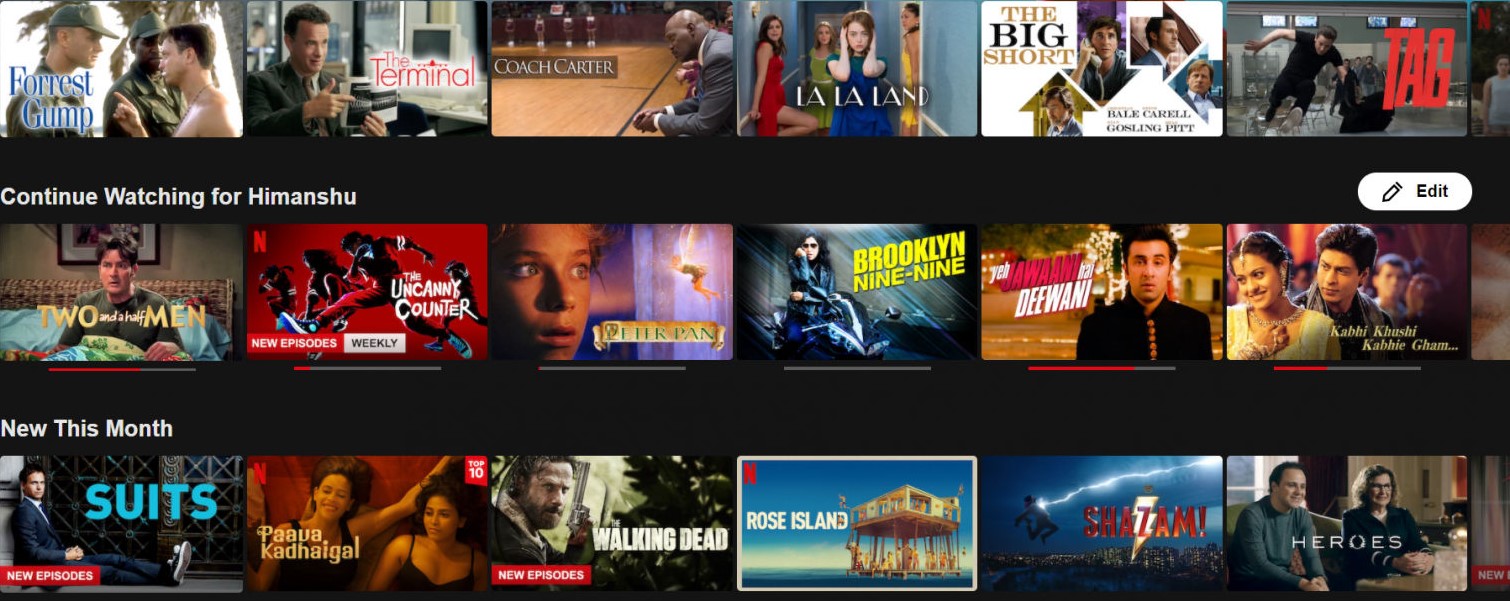 Forrest
Gump
The
Terminal
COACH CARTER
LA LA LAND
THE
BIG
SHORT
BALE CARELL
GOSLING PITT
TAG
N
Continue Watching for Himanshu
Edit
TWO and a half MEN
N
THE
UNCANNY
COUNTER
NEW EPISODES WEEKLY
PETER PAN
BROOKLYN
NINE-NINE
yeh JAWAANI hai
DEEWANI
Kabhi Khushi
Kabhie Gham...
New This Month
SUITS
NEW EPISODES
N
TOP
10
Paava
Kadhaigal
THE
WALKING DEAD
NEW EPISODES
N
ROSE ISLAND
SHAZAM!
HEROES
NEW